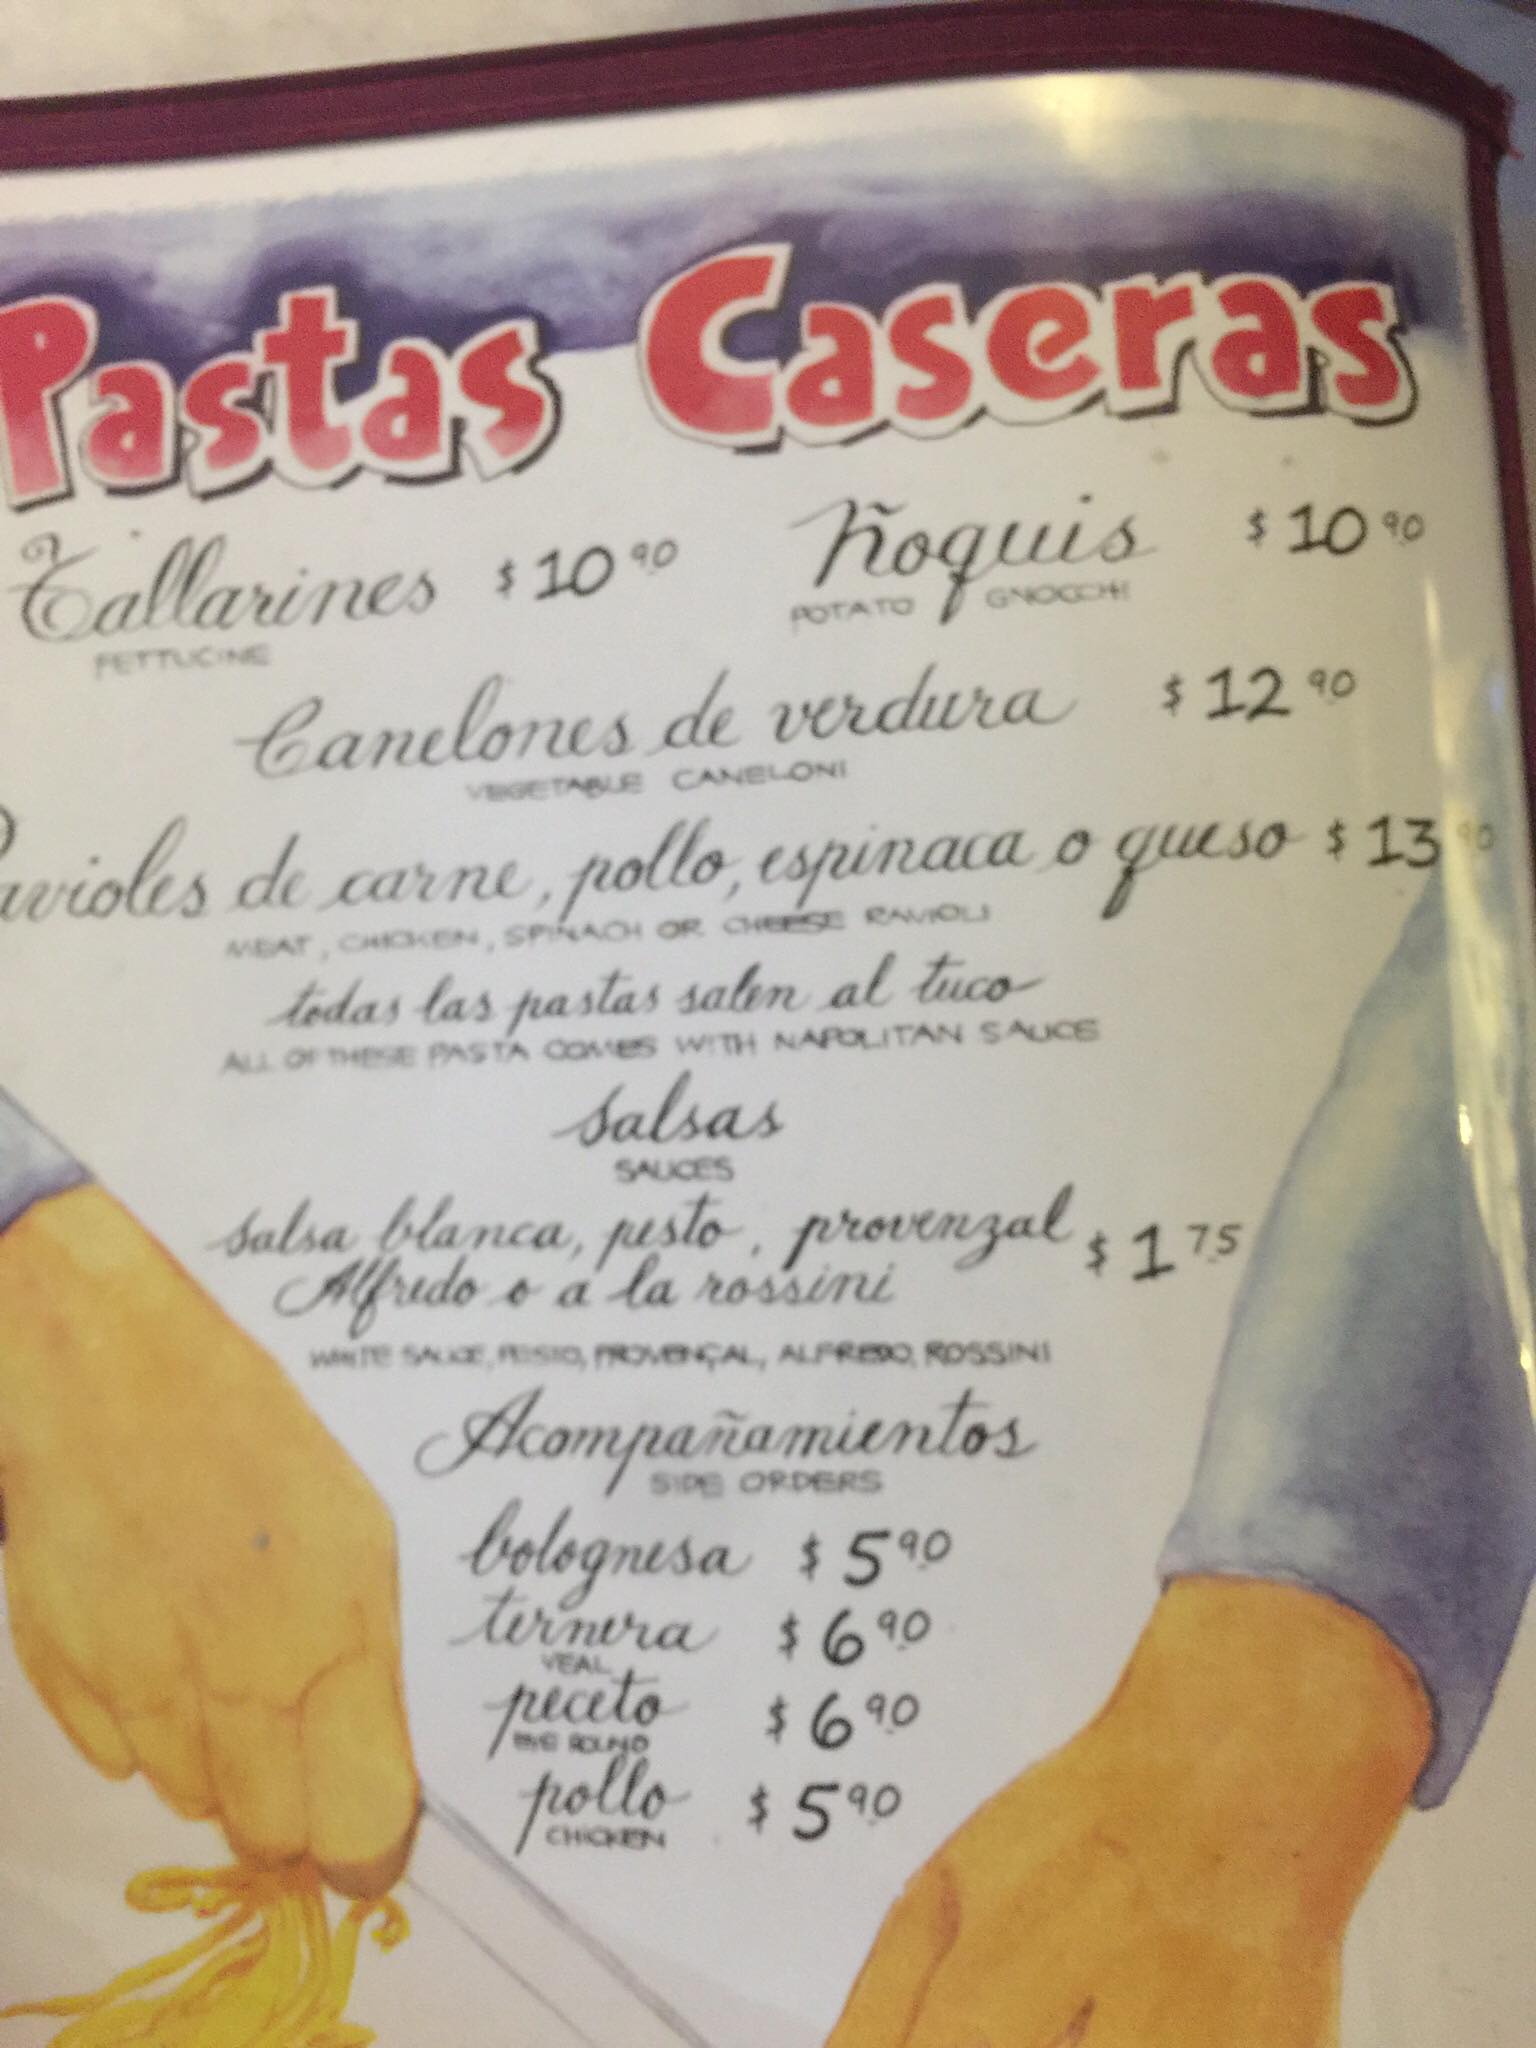 Pastas Caseras
Tallarines $10.90 Ñoquis $10.90
FETTUCINE POTATO GNOCCHI
Canelones de verdura $12.90
VEGETABLE CANELONI
Ravioles de carne, pollo, espinaca o queso $13.90
MEAT, CHICKEN, SPINACH OR CHEESE RAVIOLI
todas las pastas salen al tuco
ALL OF THESE PASTA COMES WITH NAPOLITAN SAUCE
salsas
SAUCES
salsa blanca, pesto, provenzal $1.75
Alfredo o a la rossini
WHITE SAUCE, PESTO, PROVENÇAL, ALFREDO, ROSSINI
Acompañamientos
SIDE ORDERS
bolognesa $5.90
ternera $6.90
VEAL
peceto $6.90
ROUND
pollo $5.90
CHICKEN